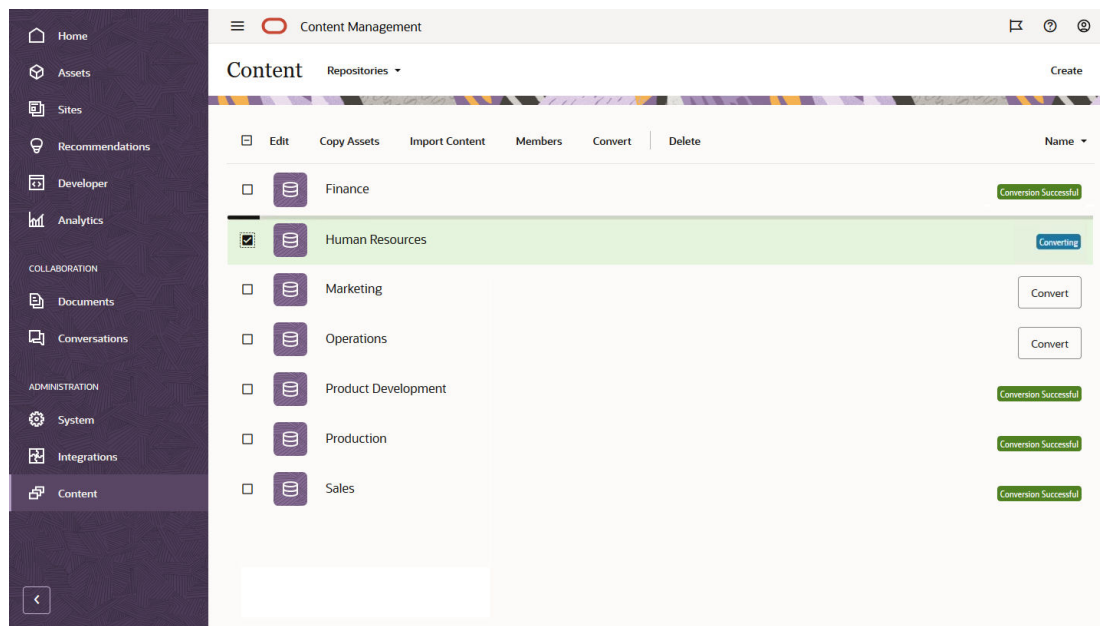 Home
Assets
Sites
Recommendations
Developer
Analytics
COLLABORATION
Documents
Conversations
ADMINISTRATION
System
Integrations
Content
Content Management
Content Repositories Create
Edit Copy Assets Import Content Members Convert Delete Name
Finance Conversion Successful
Human Resources Converting
Marketing Convert
Operations Convert
Product Development Conversion Successful
Production Conversion Successful
Sales Conversion Successful